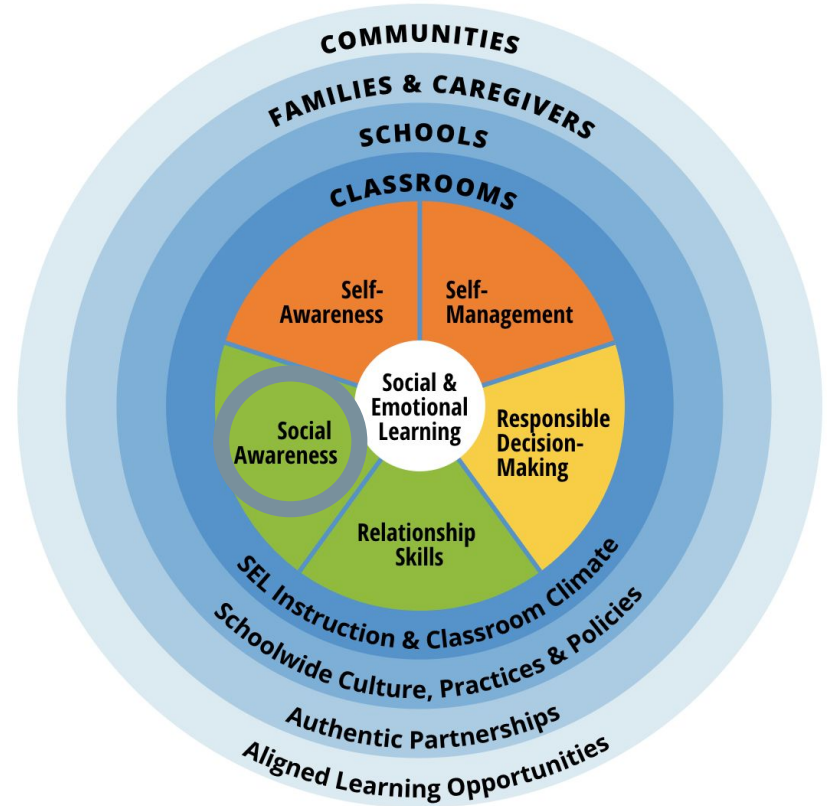 COMMUNITIES
FAMILIES & CAREGIVERS
SCHOOLS
CLASSROOMS
Self-
Awareness
Self-
Management
Social &
Emotional
Learning
Social
Awareness
Responsible
Decision-
Making
Relationship
Skills
SEL Instruction & Classroom Climate
Schoolwide Culture, Practices & Policies
Authentic Partnerships
Aligned Learning Opportunities